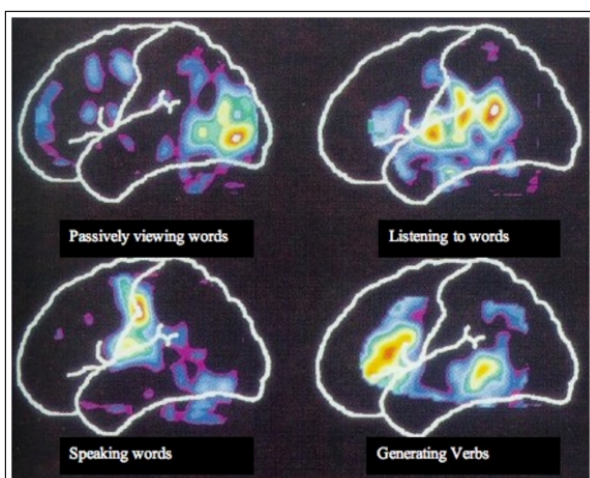 Passively viewing words
Listening to words
Speaking words
Generating Verbs